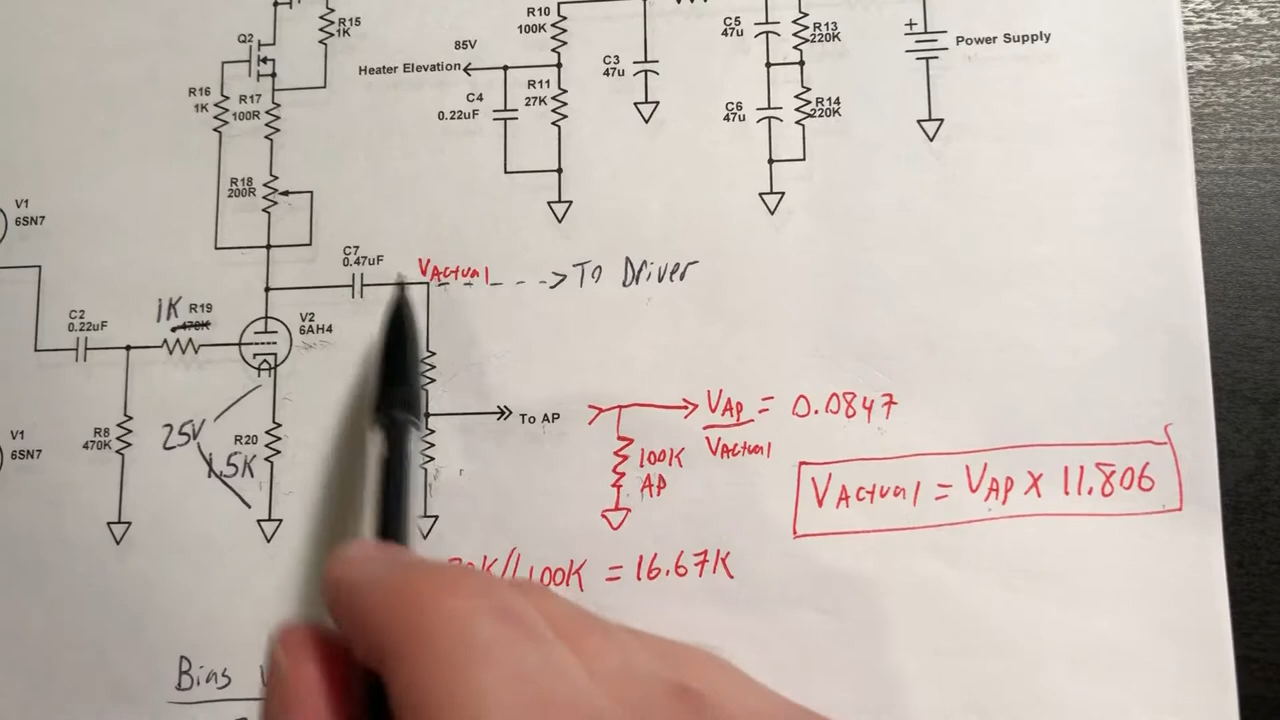 R15
1K
Q2
R16
1K
R17
100R
R18
200R
R10
100K
85V
Heater Elevation
C4
0.22uF
R11
27K
C3
47u
C5
47u
R13
220K
C6
47u
R14
220K
+
Power Supply
V1
6SN7
C7
0.47uF
VActual
To Driver
C2
0.22uF
1K R19
470K
V2
6AH4
R8
470K
25V
R20
1.5K
V1
6SN7
To AP
100K
AP
VAP = 0.0847
VActual
VActual = VAP X 11.806
K//100K = 16.67K
Bias